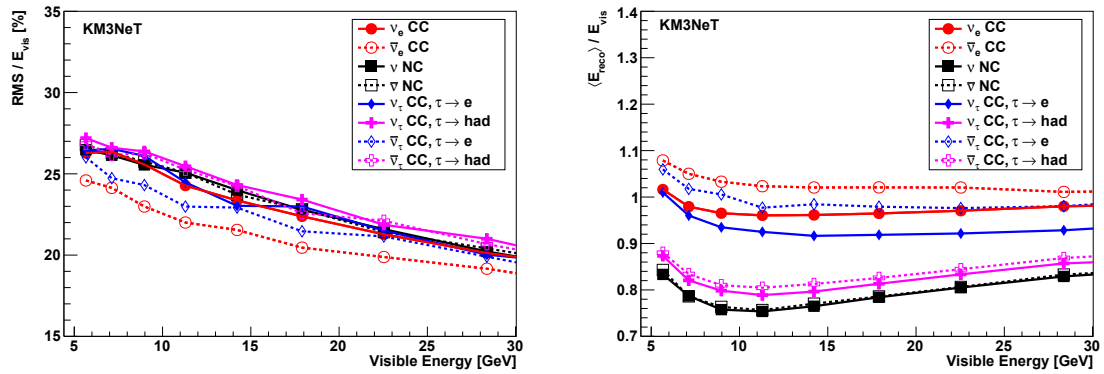 RMS / E_vis [%]
35
30
25
20
15
KM3NeT
ν_e CC
ν̄_e CC
ν NC
ν̄ NC
ν_τ CC, τ → e
ν_τ CC, τ → had
ν̄_τ CC, τ → e
ν̄_τ CC, τ → had
5 10 15 20 25 30
Visible Energy [GeV]
⟨E_reco⟩ / E_vis
1.4
1.3
1.2
1.1
1.0
0.9
0.8
0.7
KM3NeT
ν_e CC
ν̄_e CC
ν NC
ν̄ NC
ν_τ CC, τ → e
ν_τ CC, τ → had
ν̄_τ CC, τ → e
ν̄_τ CC, τ → had
5 10 15 20 25 30
Visible Energy [GeV]